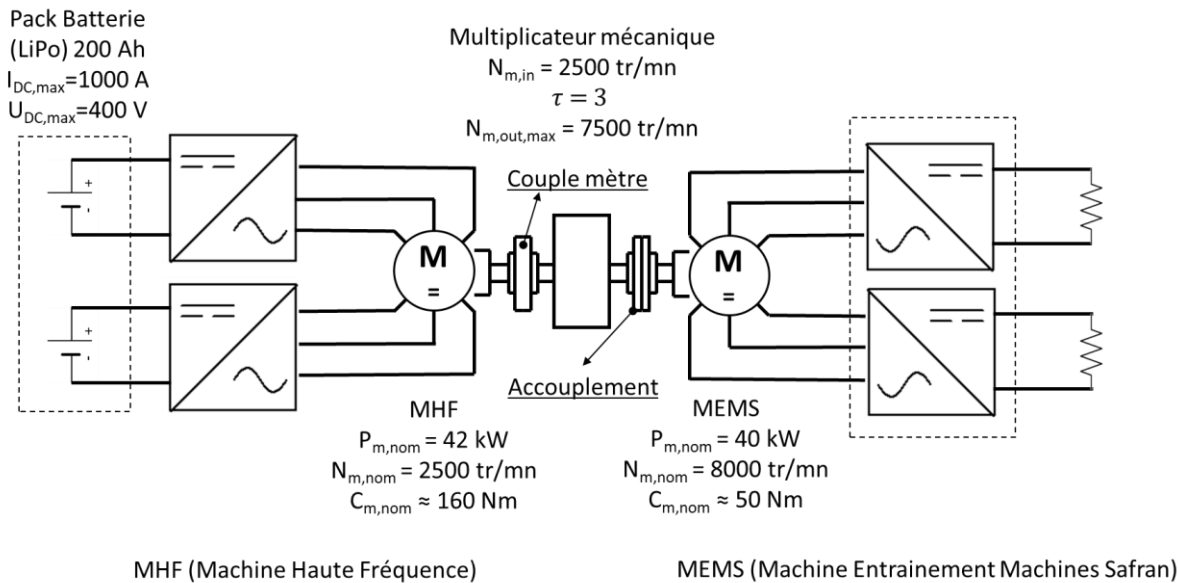 Pack Batterie
(LiPo) 200 Ah
I_DC,max=1000 A
U_DC,max=400 V
Multiplicateur mécanique
N_m,in = 2500 tr/mn
τ = 3
N_m,out,max = 7500 tr/mn
Couple mètre
+
-
M
=
M
=
+
-
Accouplement
MHF
P_m,nom = 42 kW
N_m,nom = 2500 tr/mn
C_m,nom ≈ 160 Nm
MEMS
P_m,nom = 40 kW
N_m,nom = 8000 tr/mn
C_m,nom ≈ 50 Nm
MHF (Machine Haute Fréquence)
MEMS (Machine Entrainement Machines Safran)